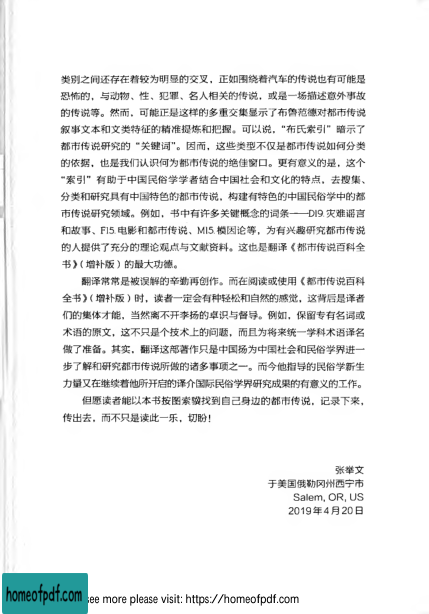 类别之间还存在着较为明显的交叉，正如围绕着汽车的传说也有可能是
恐怖的，与动物、性、犯罪、名人相关的传说，或是一场描述意外事故
的传说等。然而，可能正是这样的多重交集显示了布鲁范德对都市传说
叙事文本和文类特征的精准提炼和把握。可以说，“布氏索引”暗示了
都市传说研究的“关键词”。因而，这些类型不仅是都市传说如何分类
的依据，也是我们认识何为都市传说的绝佳窗口。更有意义的是，这个
“索引”有助于中国民俗学学者结合中国社会和文化的特点，去搜集、
分类和研究具有中国特色的都市传说，构建有特色的中国民俗学中的都
市传说研究领域。例如，书中有许多关键概念的词条——D19.灾难谣言
和故事、F15.电影和都市传说、M15.模因论等，为有兴趣研究都市传说
的人提供了充分的理论观点与文献资料。这也是翻译《都市传说百科全
书》（增补版）的最大功德。
翻译常常是被误解的辛勤再创作。而在阅读或使用《都市传说百科
全书》（增补版）时，读者一定会有种轻松和自然的感觉，这背后是译者
们的集体才能，当然离不开李扬的卓识与督导。例如，保留专有名词或
术语的原文，这不只是个技术上的问题，而且为将来统一学科术语译名
做了准备。其实，翻译这部著作只是中国扬为中国社会和民俗学界进一
步了解和研究都市传说所做的诸多事项之一。而今他指导的民俗学新生
力量又在继续着他所开启的译介国际民俗学界研究成果的有意义的工作。
但愿读者能以本书按图索骥找到自己身边的都市传说，记录下来，
传出去，而不只是读此一乐，切盼！
张举文
于美国俄勒冈州西宁市
Salem, OR, US
2019年4月20日
homeofpdf.com
see more please visit: https://homeofpdf.com